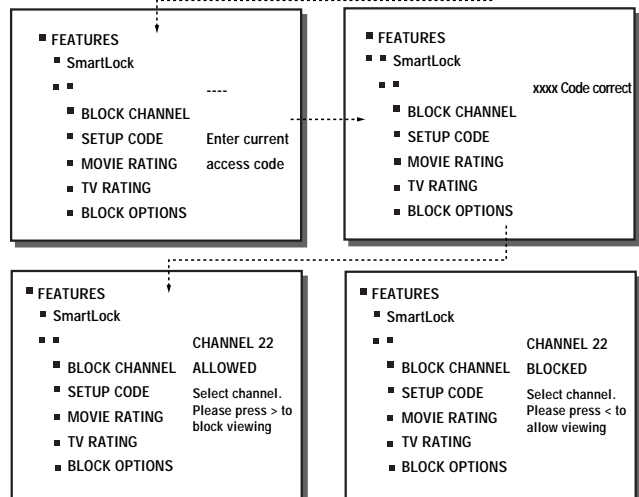 FEATURES
SmartLock
----
BLOCK CHANNEL
SETUP CODE Enter current
MOVIE RATING access code
TV RATING
BLOCK OPTIONS
FEATURES
SmartLock
xxxx Code correct
BLOCK CHANNEL
SETUP CODE
MOVIE RATING
TV RATING
BLOCK OPTIONS
FEATURES
SmartLock
CHANNEL 22
BLOCK CHANNEL ALLOWED
SETUP CODE Select channel.
MOVIE RATING Please press > to
TV RATING block viewing
BLOCK OPTIONS
FEATURES
SmartLock
CHANNEL 22
BLOCK CHANNEL BLOCKED
SETUP CODE Select channel.
MOVIE RATING Please press < to
TV RATING allow viewing
BLOCK OPTIONS